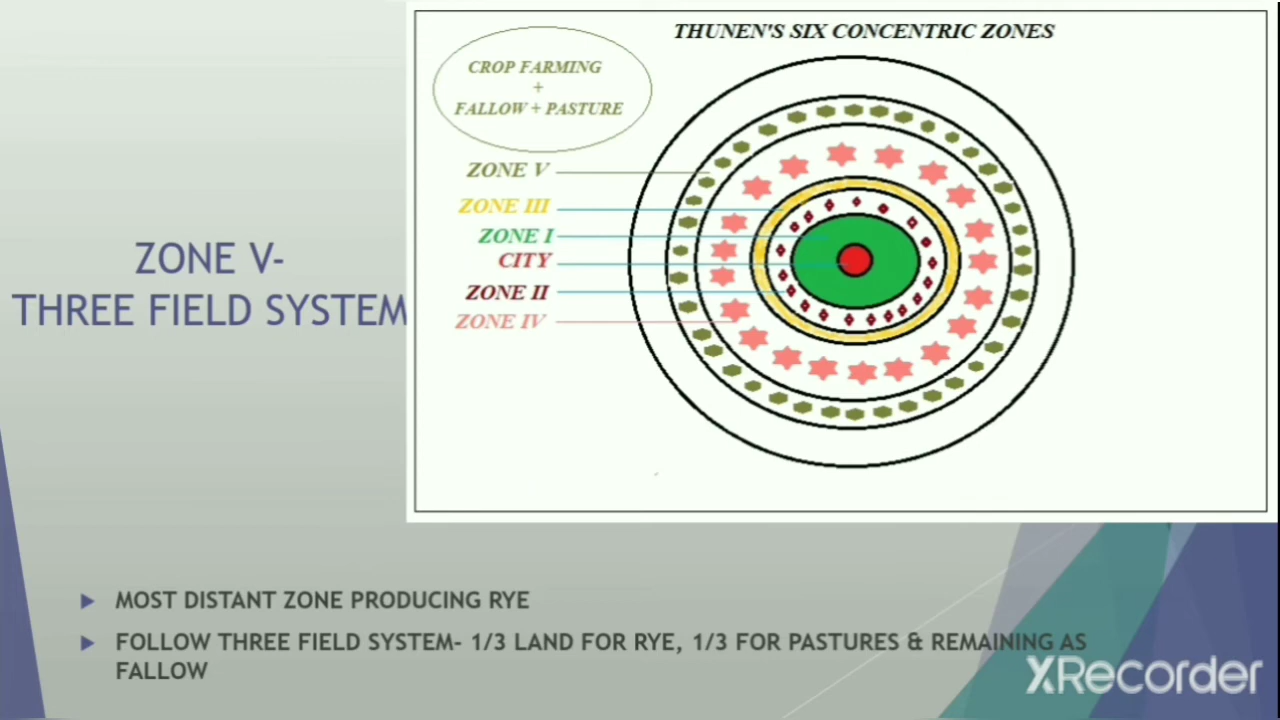 ZONE V-
THREE FIELD SYSTEM
THUNEN'S SIX CONCENTRIC ZONES
CROP FARMING
+
FALLOW + PASTURE
ZONE V
ZONE III
ZONE I
CITY
ZONE II
ZONE IV
MOST DISTANT ZONE PRODUCING RYE
FOLLOW THREE FIELD SYSTEM- 1/3 LAND FOR RYE, 1/3 FOR PASTURES & REMAINING AS
FALLOW
XRecorder